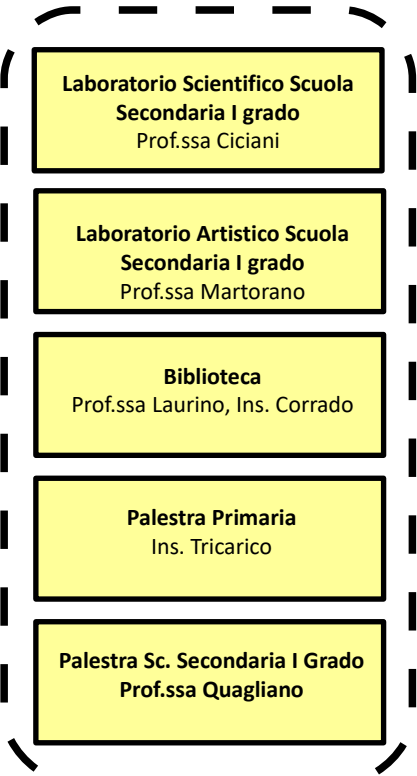 Laboratorio Scientifico Scuola
Secondaria I grado
Prof.ssa Ciciani
Laboratorio Artistico Scuola
Secondaria I grado
Prof.ssa Martorano
Biblioteca
Prof.ssa Laurino, Ins. Corrado
Palestra Primaria
Ins. Tricarico
Palestra Sc. Secondaria I Grado
Prof.ssa Quagliano